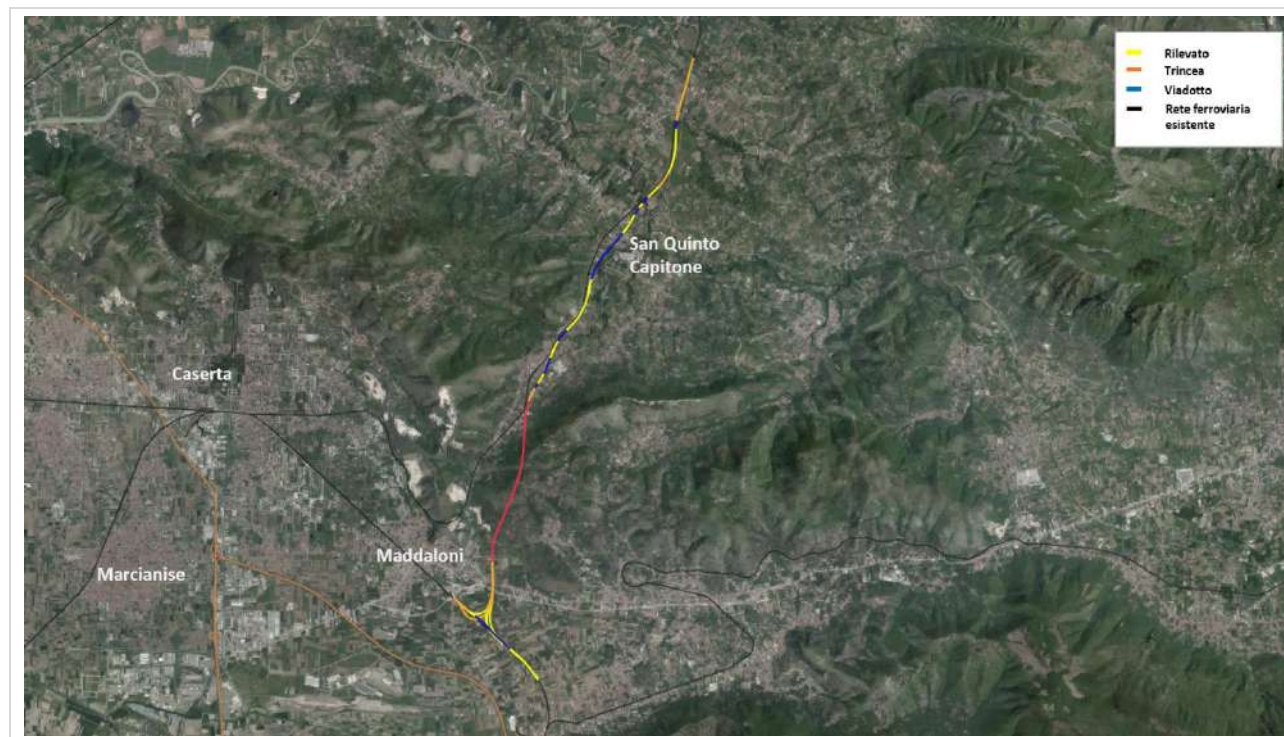 Rilevato
Trincea
Viadotto
Rete ferroviaria
esistente
San Quinto
Capitone
Caserta
Maddaloni
Marcianise